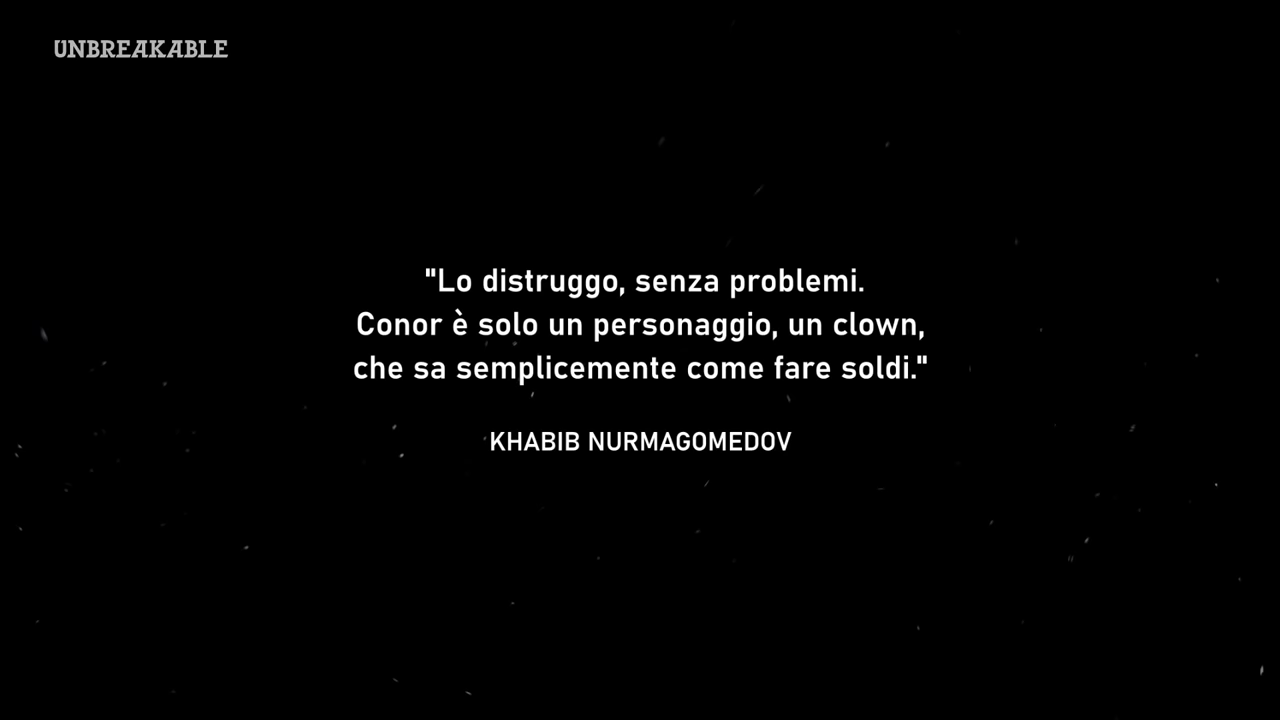 UNBREAKABLE
"Lo distruggo, senza problemi.
Conor è solo un personaggio, un clown,
che sa semplicemente come fare soldi."
KHABIB NURMAGOMEDOV